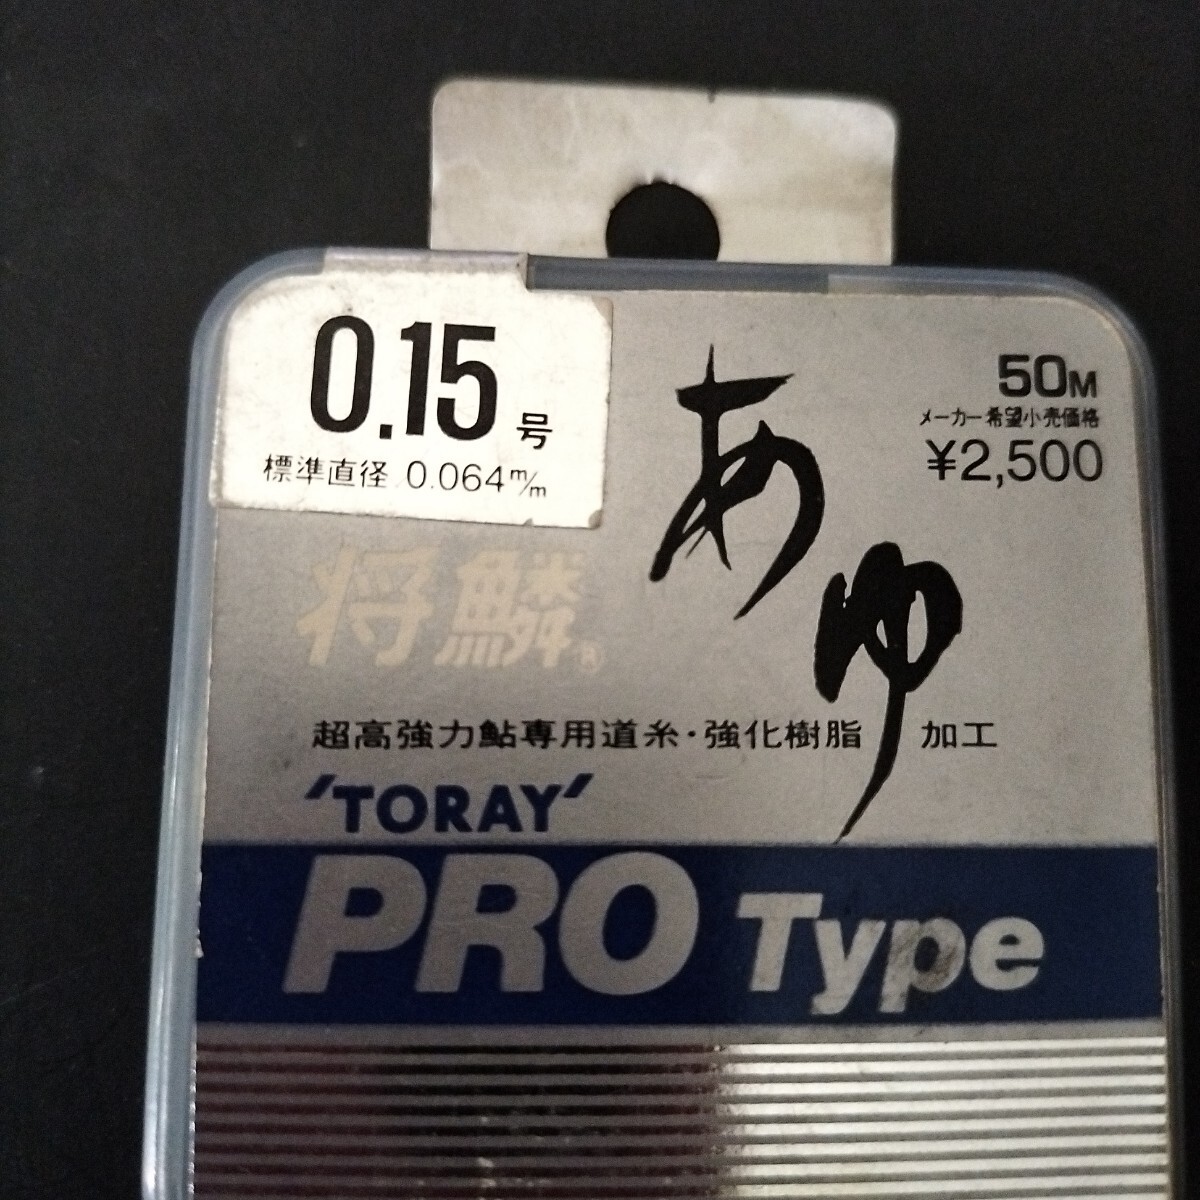 0.15号
標準直径 0.064m/m
50M
メーカー希望小売価格
¥2,500
あゆ
将鱗®
超高強力鮎専用道糸・強化樹脂 加工
'TORAY'
PRO Type